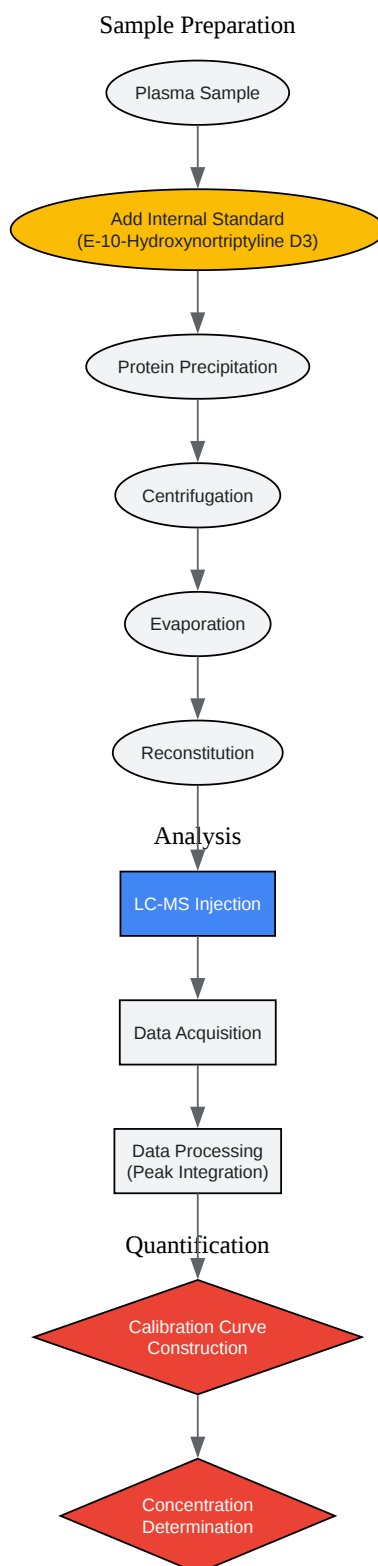 Sample Preparation
Plasma Sample
Add Internal Standard
(E-10-Hydroxynortriptyline D3)
Protein Precipitation
Centrifugation
Evaporation
Reconstitution
Analysis
LC-MS Injection
Data Acquisition
Data Processing
(Peak Integration)
Quantification
Calibration Curve
Construction
Concentration
Determination